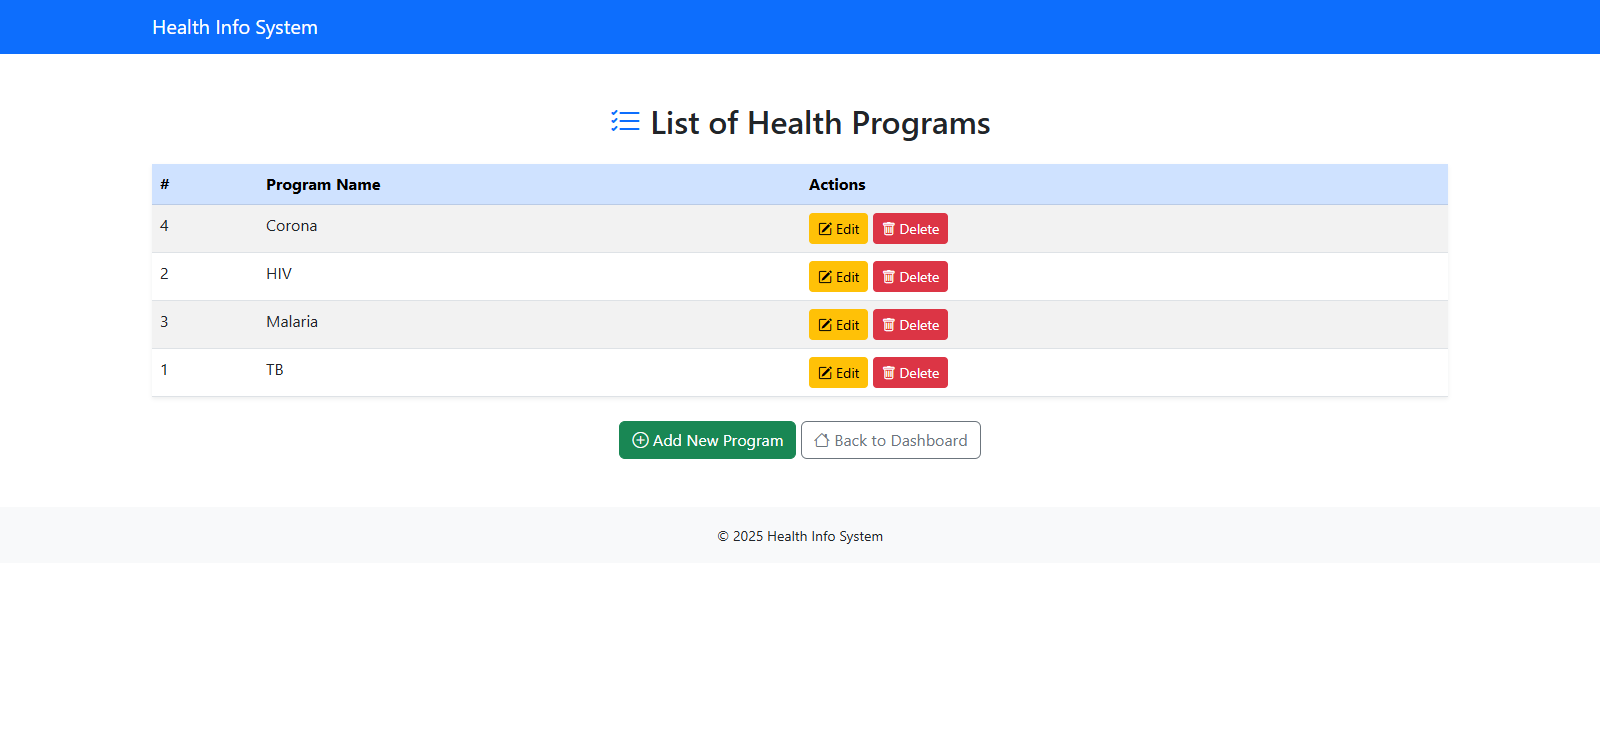 Health Info System
List of Health Programs
# Program Name Actions
4 Corona Edit Delete
2 HIV Edit Delete
3 Malaria Edit Delete
1 TB Edit Delete
Add New Program Back to Dashboard
© 2025 Health Info System